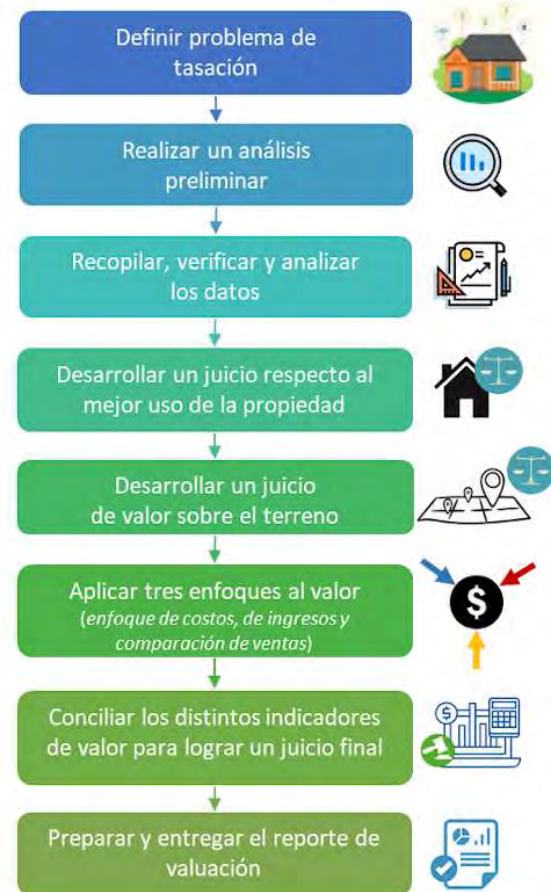 Definir problema de
tasación
Realizar un análisis
preliminar
Recopilar, verificar y analizar
los datos
Desarrollar un juicio respecto al
mejor uso de la propiedad
Desarrollar un juicio
de valor sobre el terreno
Aplicar tres enfoques al valor
(enfoque de costos, de ingresos y
comparación de ventas)
$
Conciliar los distintos indicadores
de valor para lograr un juicio final
$
Preparar y entregar el reporte de
valuación